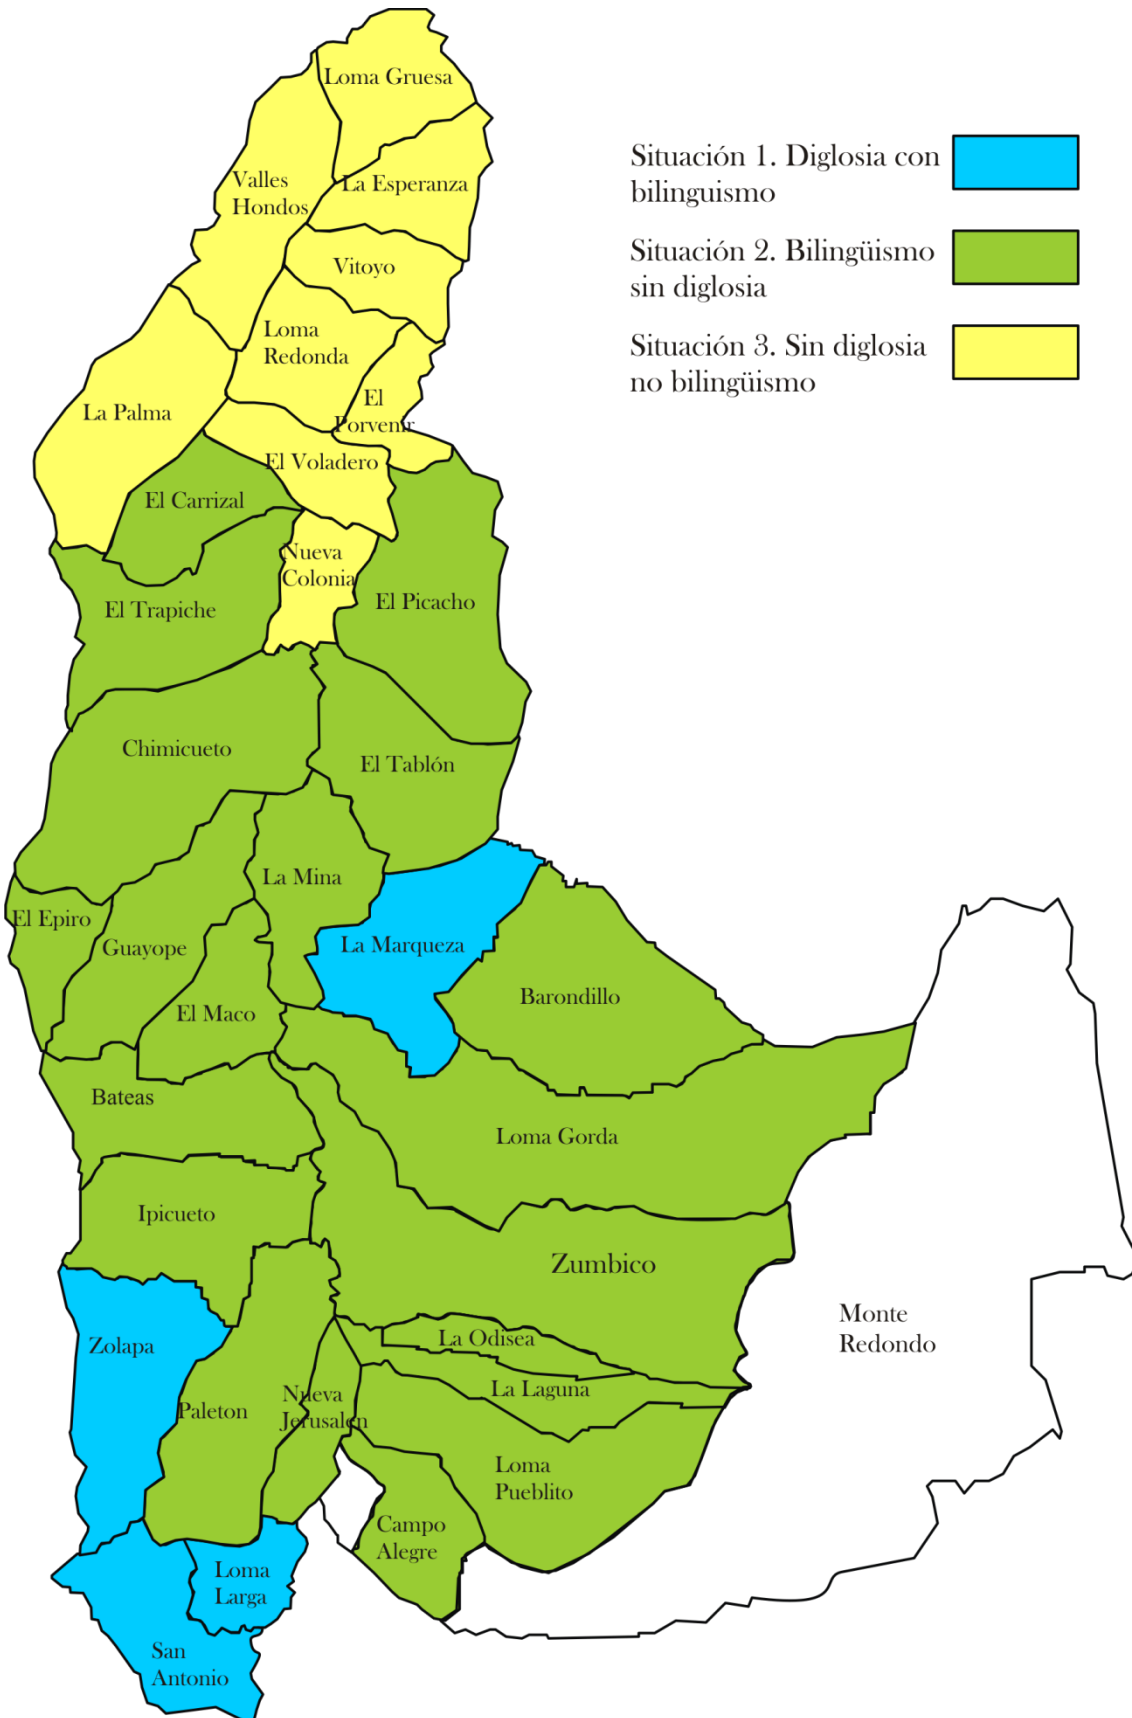 Loma Gruesa
Situación 1. Diglosia con
bilinguismo
Valles
Hondos
La Esperanza
Situación 2. Bilingüismo
sin diglosia
Vitoyo
Loma
Redonda
Situación 3. Sin diglosia
no bilingüismo
La Palma
El
Porvenir
El Voladero
El Carrizal
Nueva
Colonia
El Trapiche
El Picacho
Chimicueto
El Tablón
La Mina
El Epiro
Guayope
La Marqueza
El Maco
Barondillo
Bateas
Loma Gorda
Ipicueto
Zumbico
Monte
Redondo
Zolapa
La Odisea
La Laguna
Paleton
Nueva
Jerusalen
Loma
Pueblito
Campo
Alegre
Loma
Larga
San
Antonio